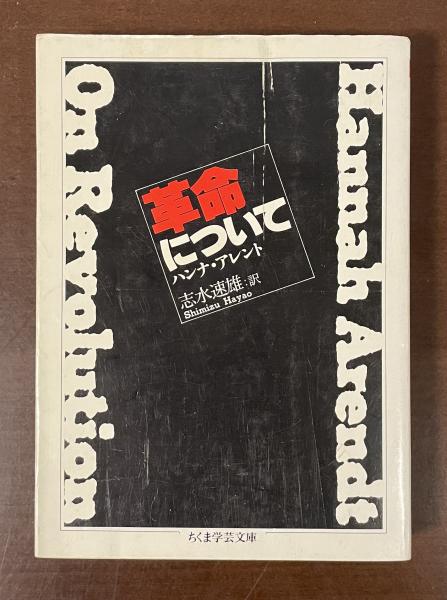 Hannah Arendt
On Revolution
革命
について
ハンナ・アレント
志水速雄:訳
Shimizu Hayao
ちくま学芸文庫